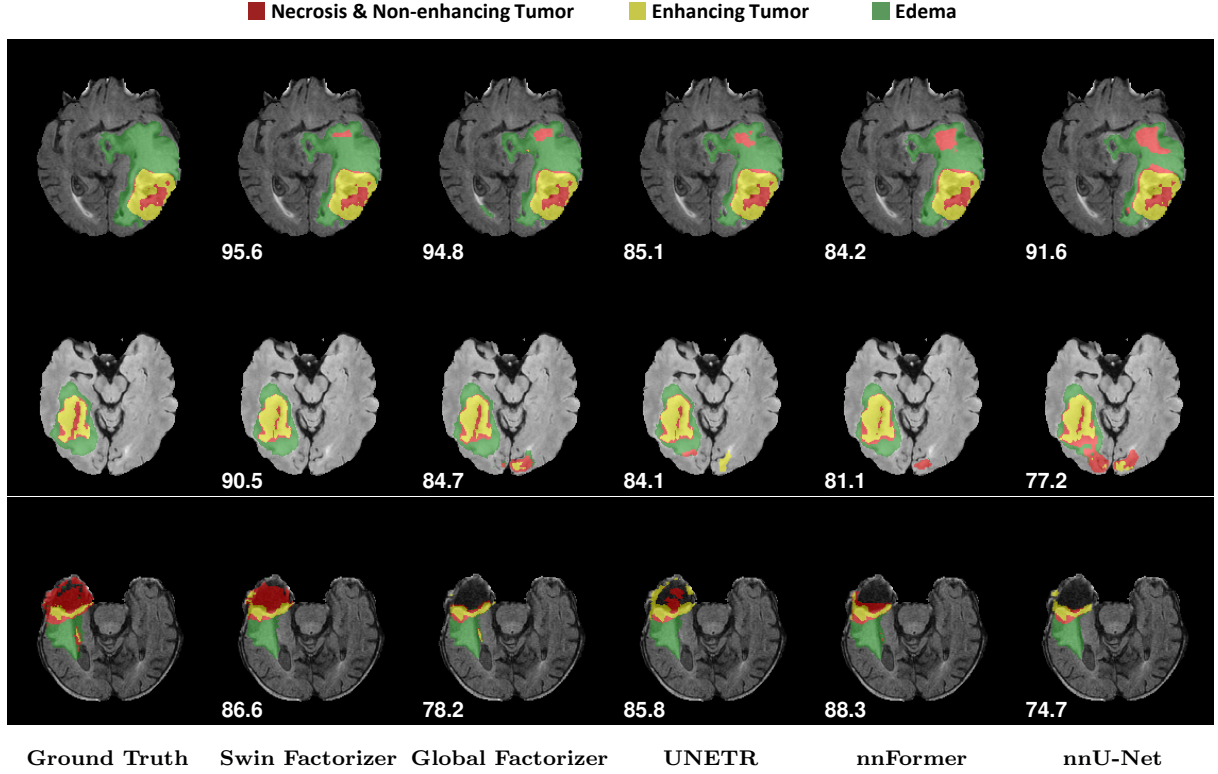 Necrosis & Non-enhancing Tumor Enhancing Tumor Edema
95.6 94.8 85.1 84.2 91.6
90.5 84.7 84.1 81.1 77.2
86.6 78.2 85.8 88.3 74.7
Ground Truth Swin Factorizer Global Factorizer UNETR nnFormer nnU-Net